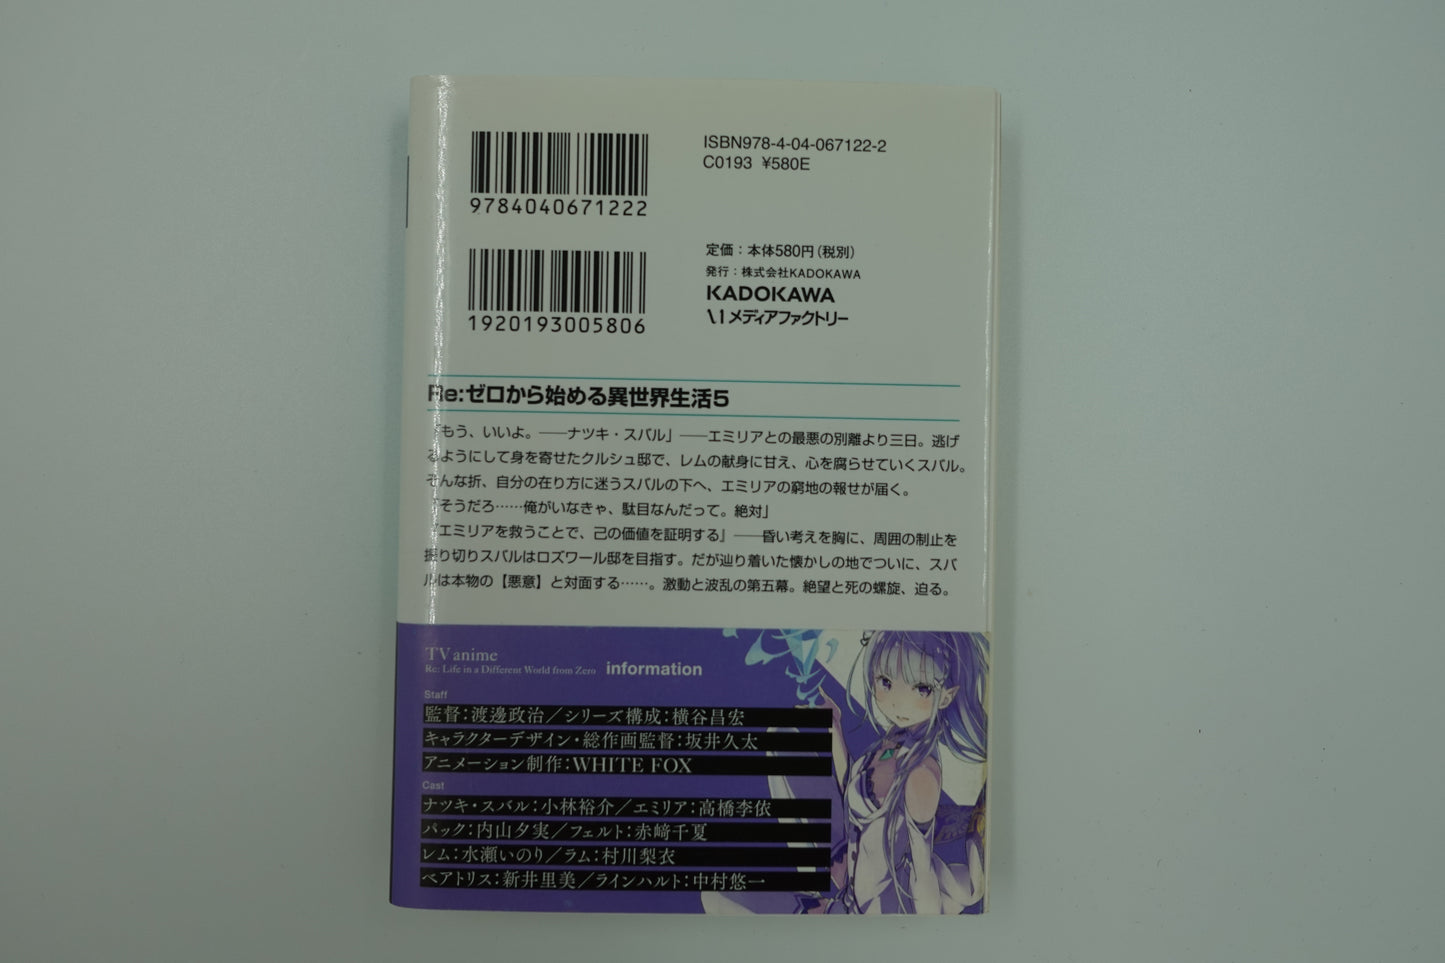 9784040671222
ISBN978-4-04-067122-2
C0193 ¥580E
1920193005806
定価：本体580円（税別）
発行：株式会社KADOKAWA
KADOKAWA
メディアファクトリー
Re:ゼロから始める異世界生活5
「もう、いいよ。――ナツキ・スバル」――エミリアとの最悪の別離より三日。逃げ
るようにして身を寄せたクルシュ邸で、レムの献身に甘え、心を腐らせていくスバル。
そんな折、自分の在り方に迷うスバルの下へ、エミリアの窮地の報せが届く。
「そうだろ……俺がいなきゃ、駄目なんだって。絶対」
「エミリアを救うことで、己の価値を証明する」――昏い考えを胸に、周囲の制止を
振り切りスバルはロズワール邸を目指す。だが辿り着いた懐かしの地でついに、スバ
ルは本物の【悪意】と対面する……。激動と波乱の第五幕。絶望と死の螺旋、迫る。
TV anime
Re: Life in a Different World from Zero information
Staff
監督：渡邊政治／シリーズ構成：横谷昌宏
キャラクターデザイン・総作画監督：坂井久太
アニメーション制作：WHITE FOX
Cast
ナツキ・スバル：小林裕介／エミリア：高橋李依
パック：内山夕実／フェルト：赤﨑千夏
レム：水瀬いのり／ラム：村川梨衣
ベアトリス：新井里美／ラインハルト：中村悠一